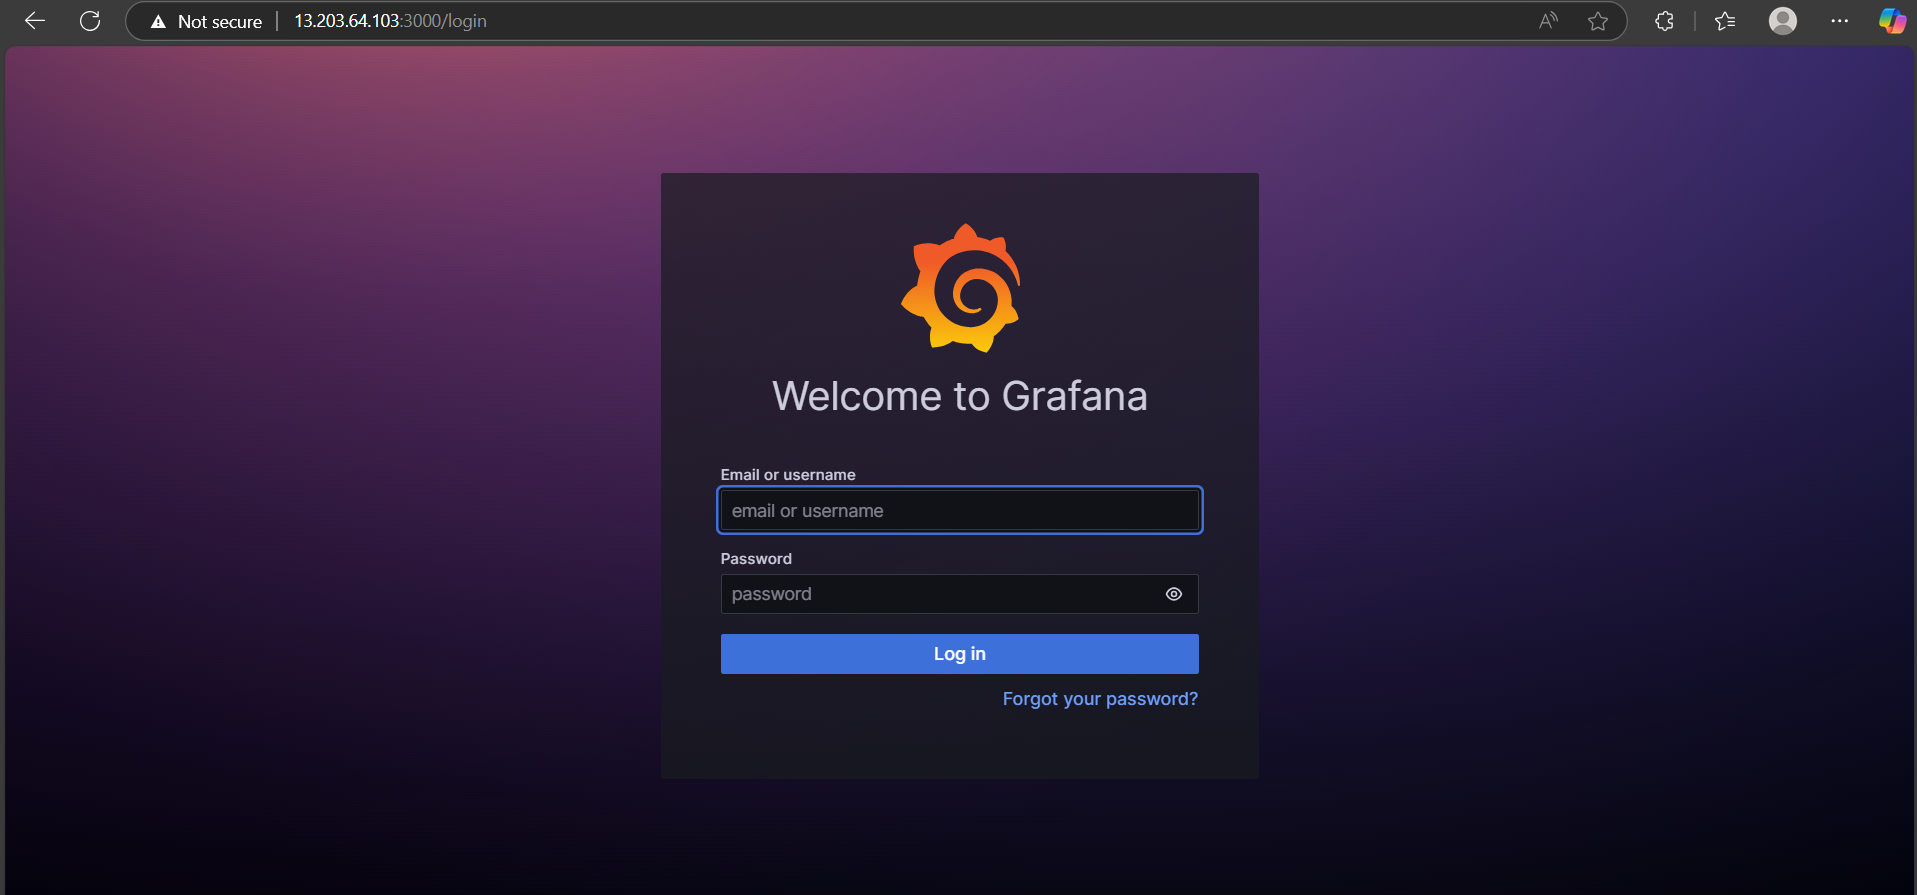 Not secure 13.203.64.103:3000/login
Welcome to Grafana
Email or username
email or username
Password
password
Log in
Forgot your password?